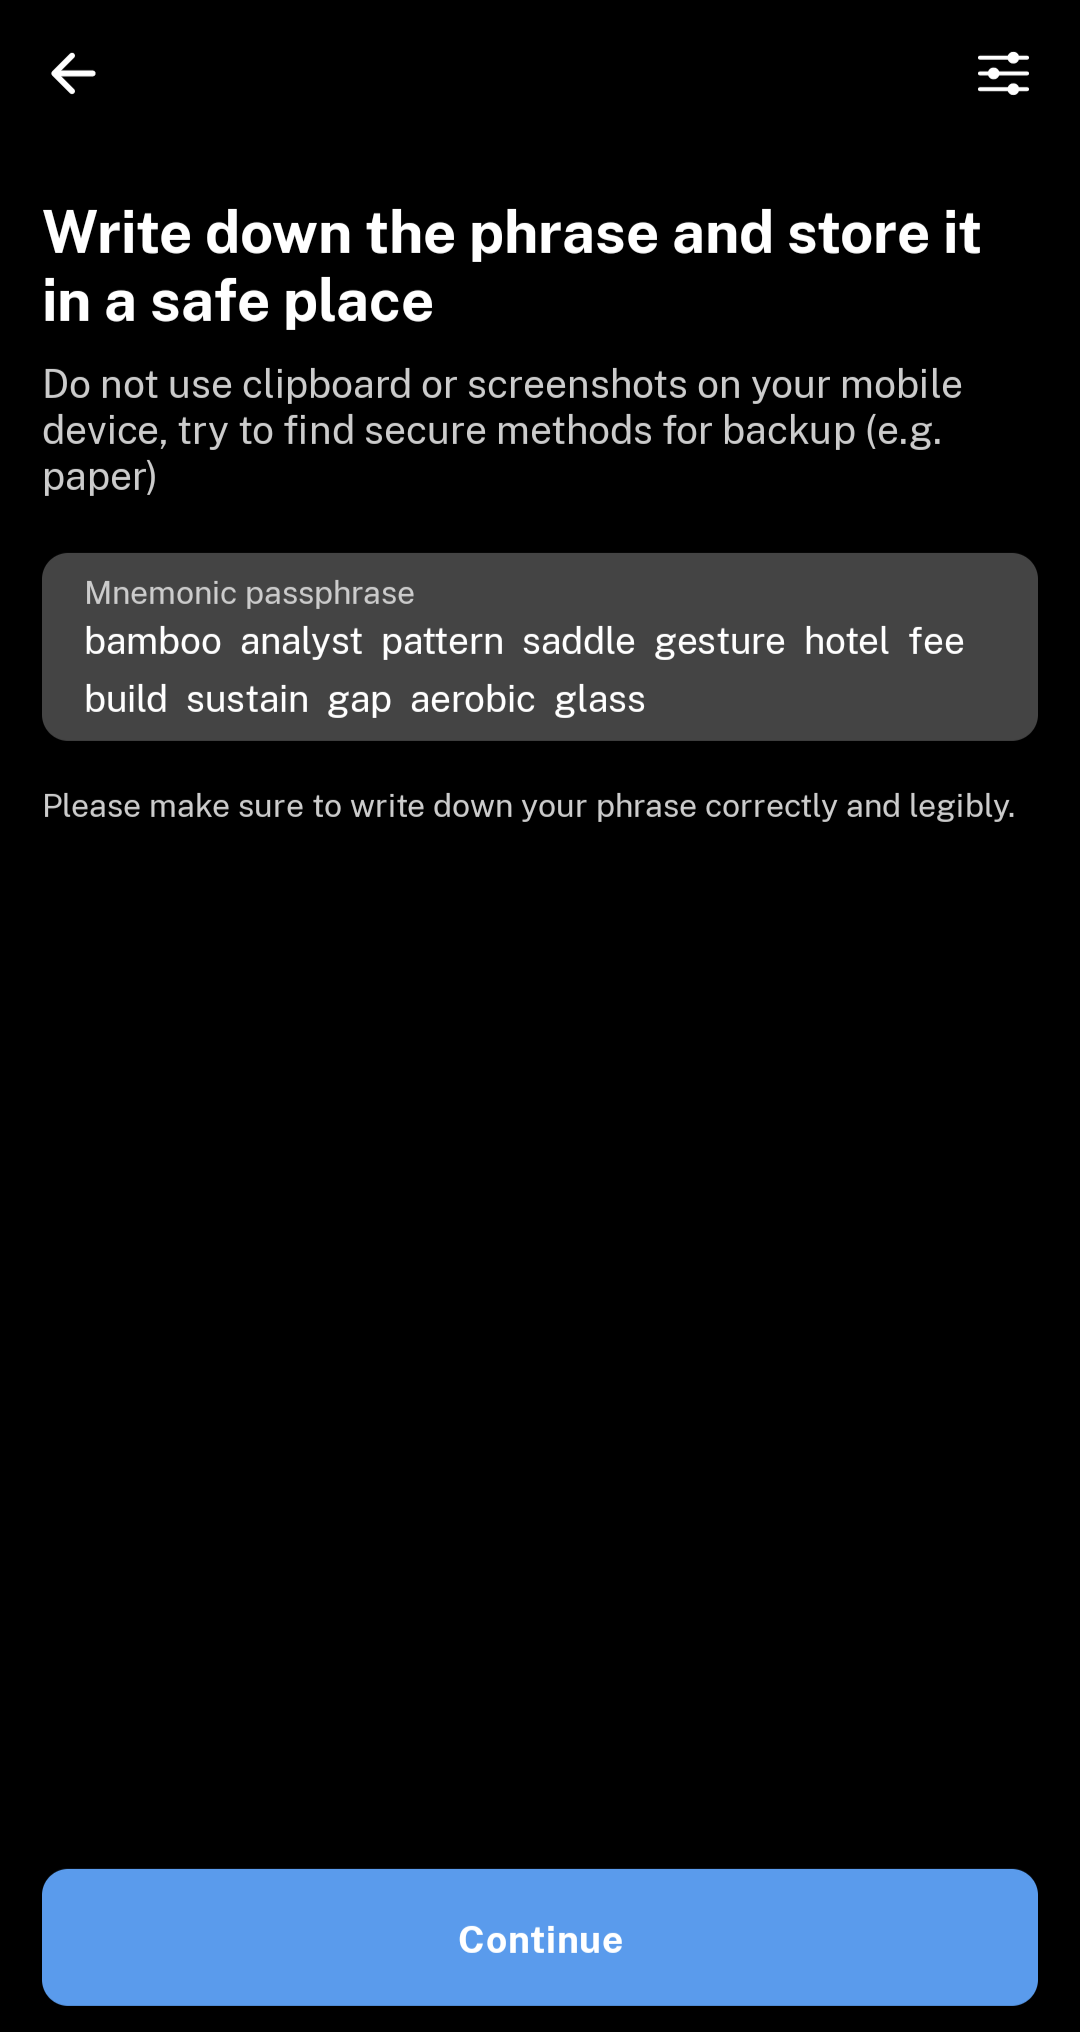 Write down the phrase and store it
in a safe place
Do not use clipboard or screenshots on your mobile
device, try to find secure methods for backup (e.g.
paper)
Mnemonic passphrase
bamboo analyst pattern saddle gesture hotel fee
build sustain gap aerobic glass
Please make sure to write down your phrase correctly and legibly.
Continue